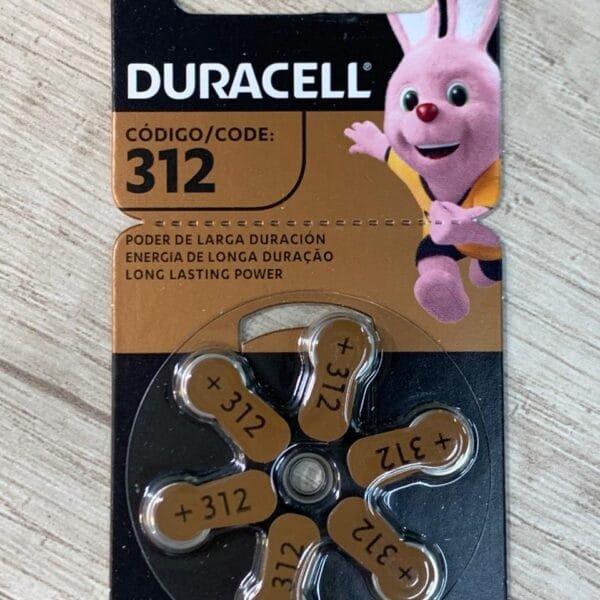 DURACELL®
CÓDIGO/CODE:
312
PODER DE LARGA DURACIÓN
ENERGIA DE LONGA DURAÇÃO
LONG LASTING POWER
+ 312
+ 312
+ 312
+ 312
+ 312
312